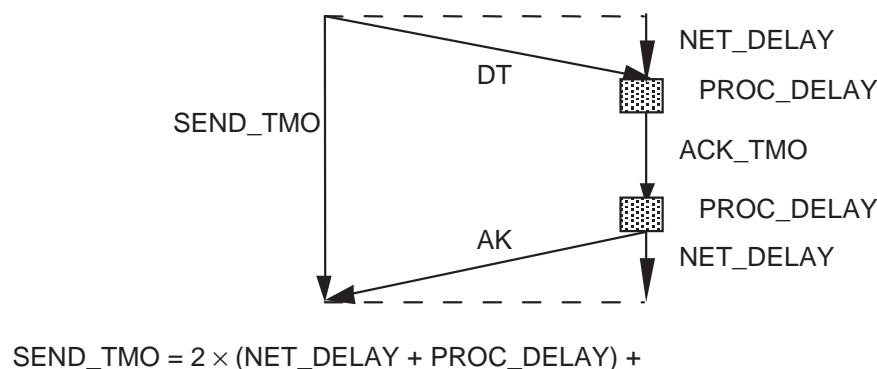 NET_DELAY
DT
PROC_DELAY
SEND_TMO
ACK_TMO
PROC_DELAY
AK
NET_DELAY
SEND_TMO = 2 × (NET_DELAY + PROC_DELAY) +